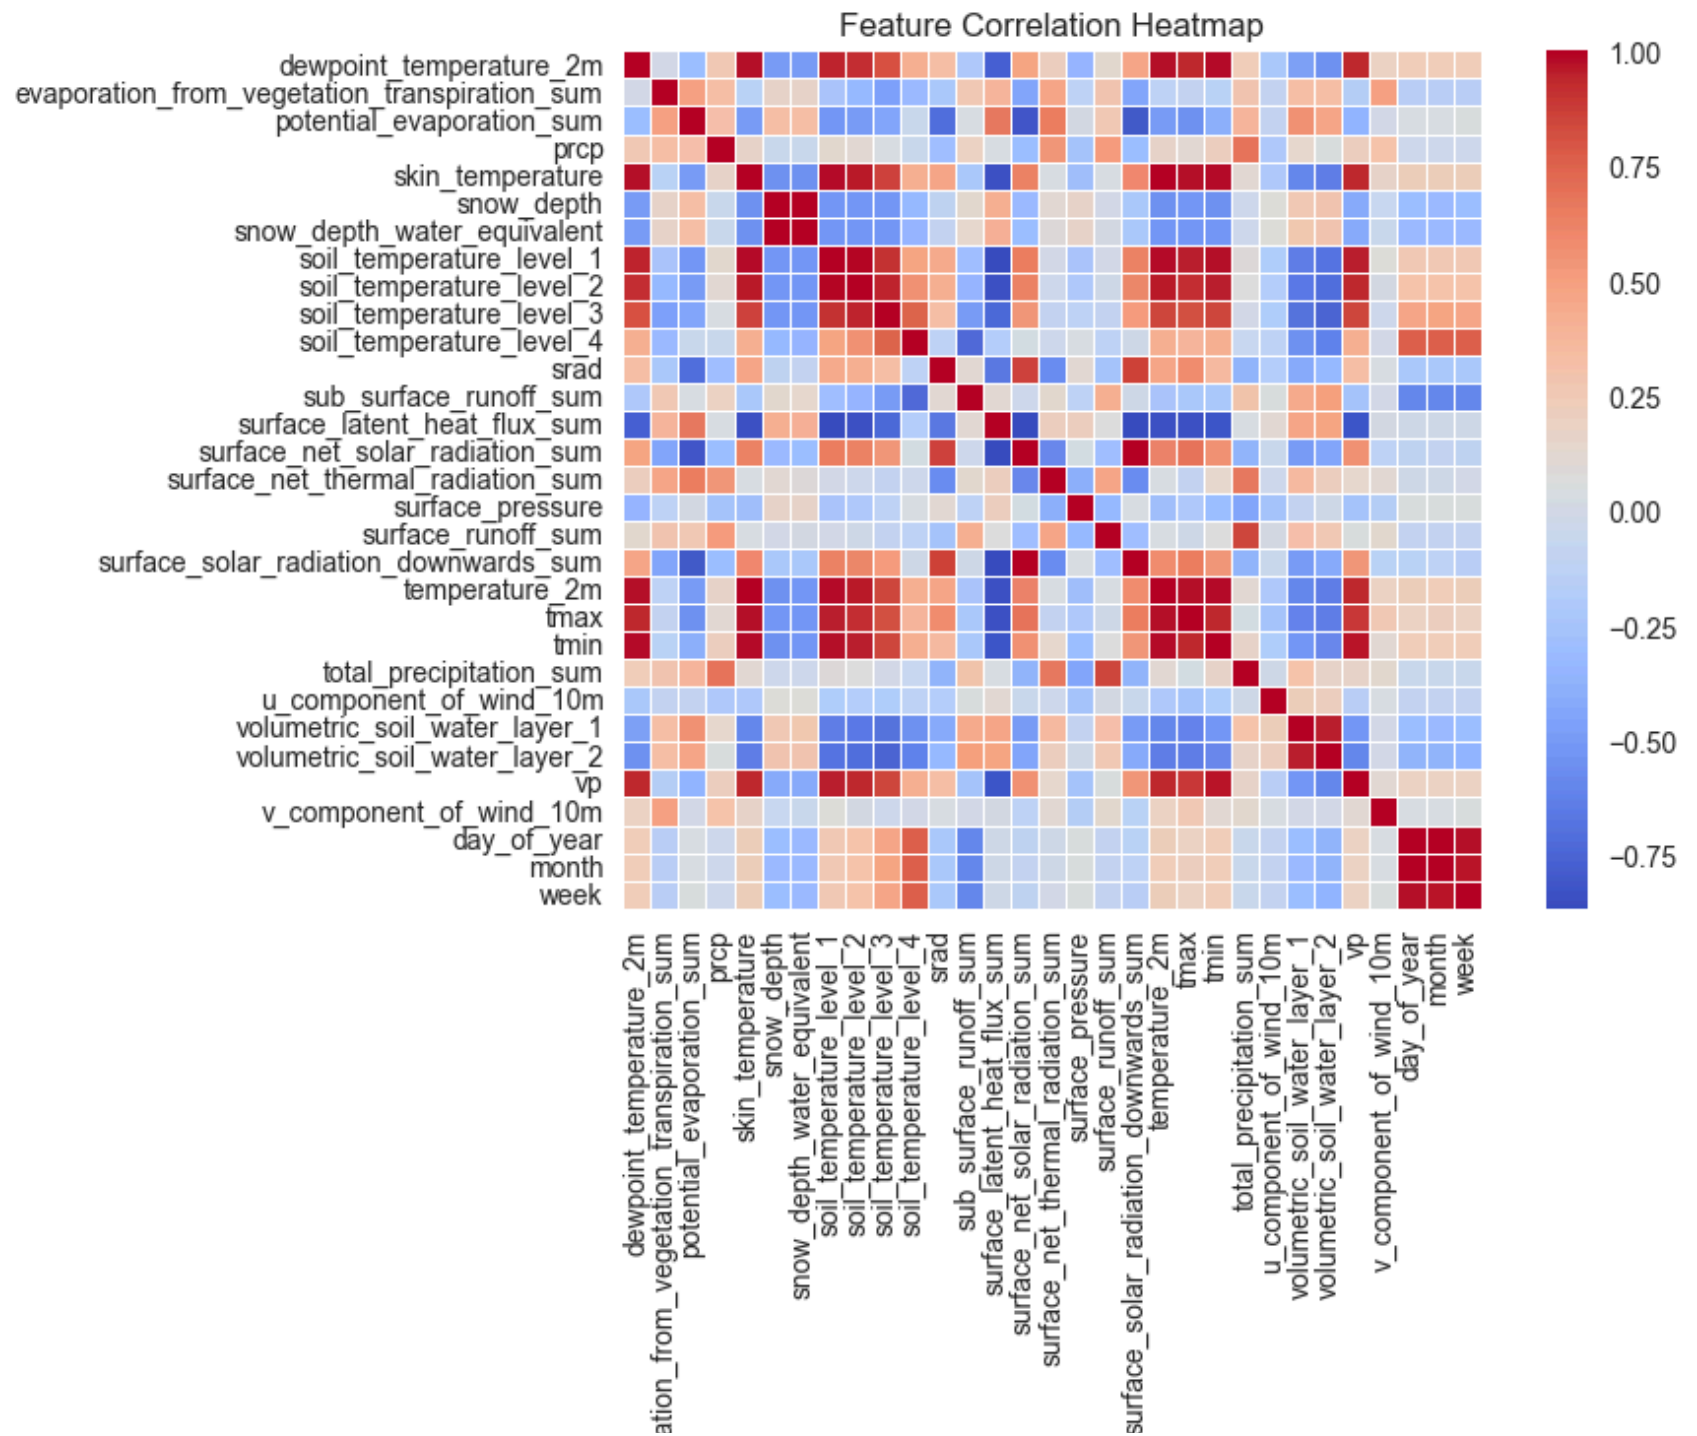 Feature Correlation Heatmap
dewpoint_temperature_2m
evaporation_from_vegetation_transpiration_sum
potential_evaporation_sum
prcp
skin_temperature
snow_depth
snow_depth_water_equivalent
soil_temperature_level_1
soil_temperature_level_2
soil_temperature_level_3
soil_temperature_level_4
srad
sub_surface_runoff_sum
surface_latent_heat_flux_sum
surface_net_solar_radiation_sum
surface_net_thermal_radiation_sum
surface_pressure
surface_runoff_sum
surface_solar_radiation_downwards_sum
temperature_2m
tmax
tmin
total_precipitation_sum
u_component_of_wind_10m
volumetric_soil_water_layer_1
volumetric_soil_water_layer_2
vp
v_component_of_wind_10m
day_of_year
month
week
dewpoint_temperature_2m
ation_from_vegetation_transpiration_sum
potential_evaporation_sum
prcp
skin_temperature
snow_depth
snow_depth_water_equivalent
soil_temperature_level_1
soil_temperature_level_2
soil_temperature_level_3
soil_temperature_level_4
srad
sub_surface_runoff_sum
surface_latent_heat_flux_sum
surface_net_solar_radiation_sum
surface_net_thermal_radiation_sum
surface_pressure
surface_runoff_sum
surface_solar_radiation_downwards_sum
temperature_2m
tmax
tmin
total_precipitation_sum
u_component_of_wind_10m
volumetric_soil_water_layer_1
volumetric_soil_water_layer_2
vp
v_component_of_wind_10m
day_of_year
month
week
1.00
0.75
0.50
0.25
0.00
−0.25
−0.50
−0.75